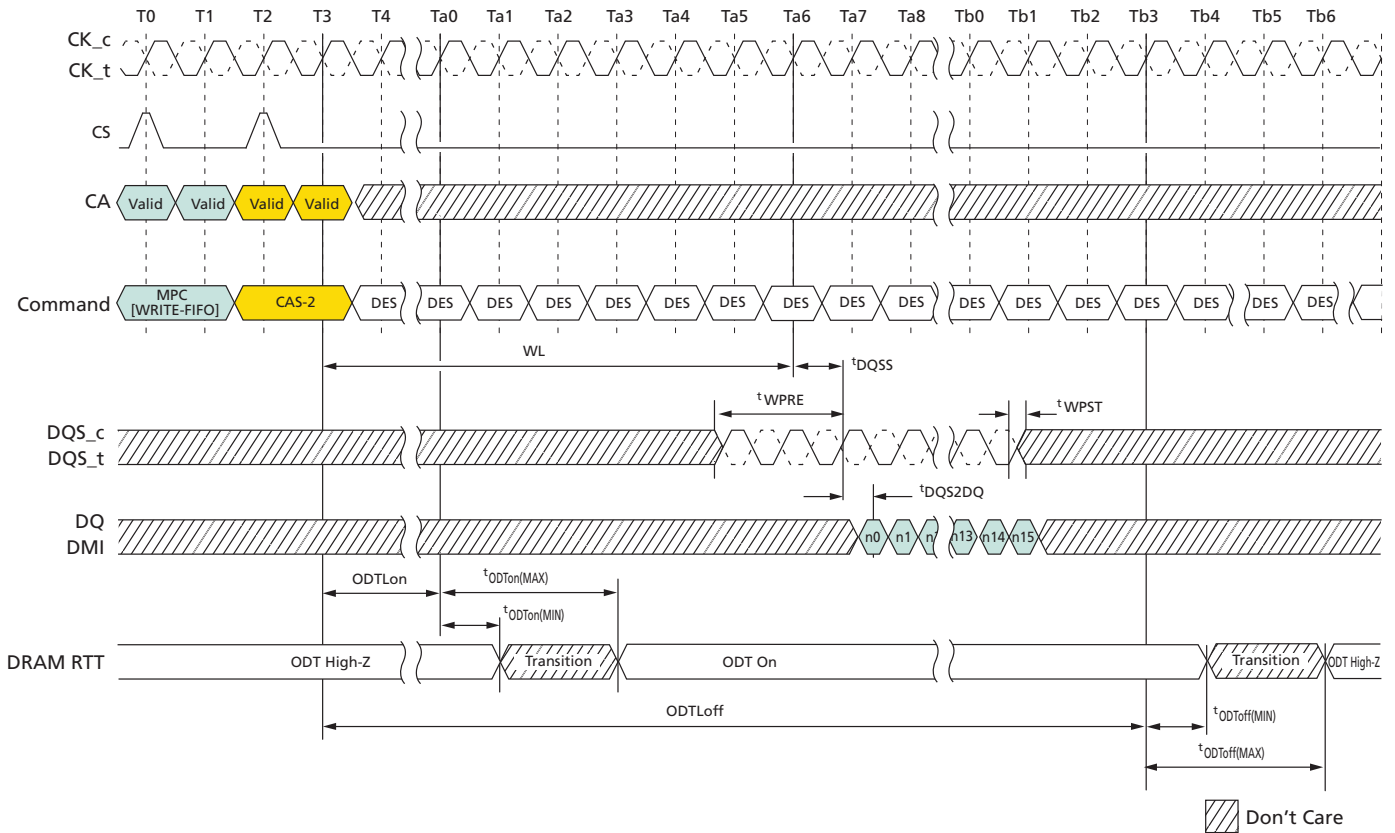 T0 T1 T2 T3 T4 Ta0 Ta1 Ta2 Ta3 Ta4 Ta5 Ta6 Ta7 Ta8 Tb0 Tb1 Tb2 Tb3 Tb4 Tb5 Tb6
CK_c
CK_t
CS
CA Valid Valid Valid Valid
Command MPC [WRITE-FIFO] CAS-2 DES DES DES DES DES DES DES DES DES DES DES DES DES DES DES DES DES
WL tDQSS
tWPRE tWPST
DQS_c
DQS_t
tDQS2DQ
DQ
DMI
n0 n1 n13 n14 n15
ODTLon tODTon(MAX)
tODTon(MIN)
DRAM RTT ODT High-Z Transition ODT On Transition ODT High-Z
ODTLoff tODToff(MIN)
tODToff(MAX)
Don't Care